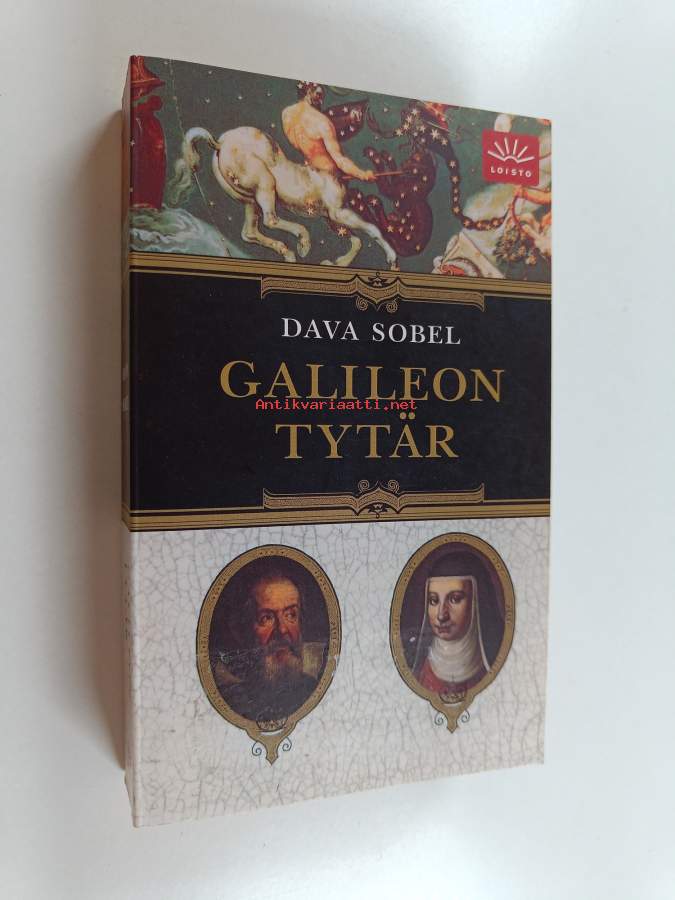 LOISTO
DAVA SOBEL
GALILEON
Antikvariaatti.net
TYTÄR